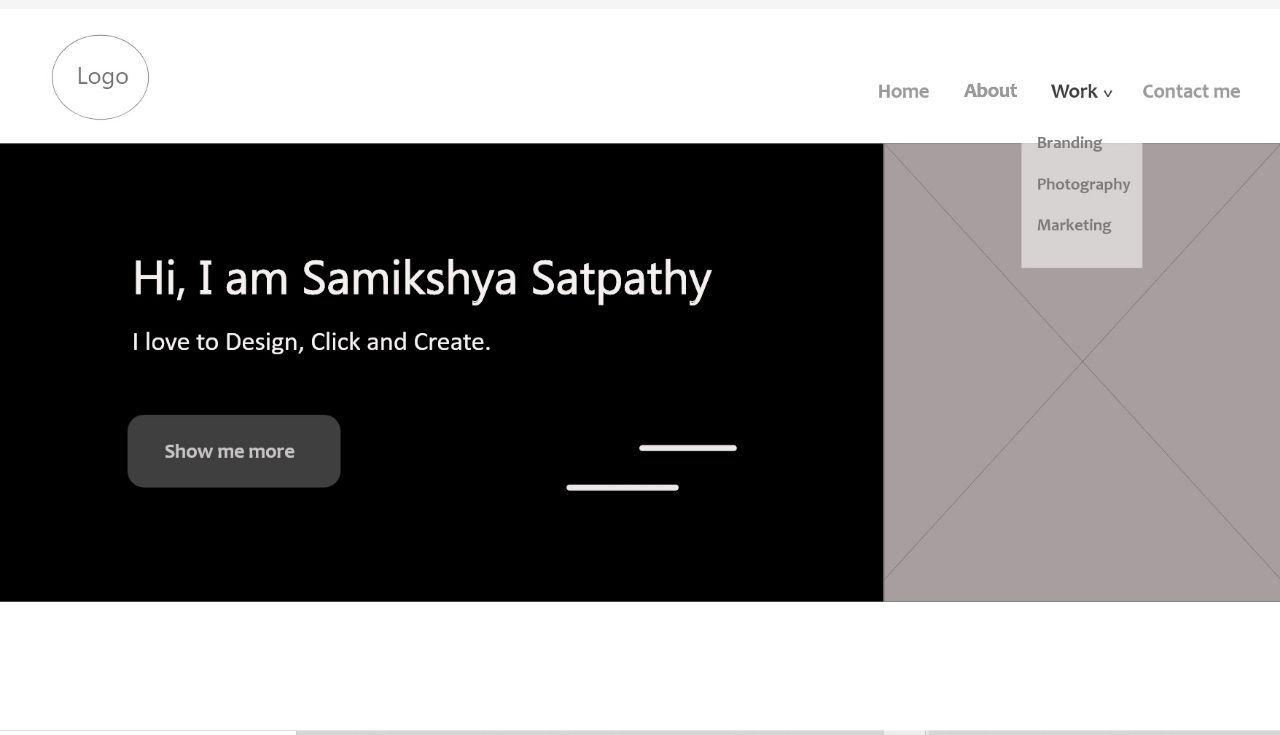 Logo
Home About Work v Contact me
Branding
Photography
Marketing
Hi, I am Samikshya Satpathy
I love to Design, Click and Create.
Show me more